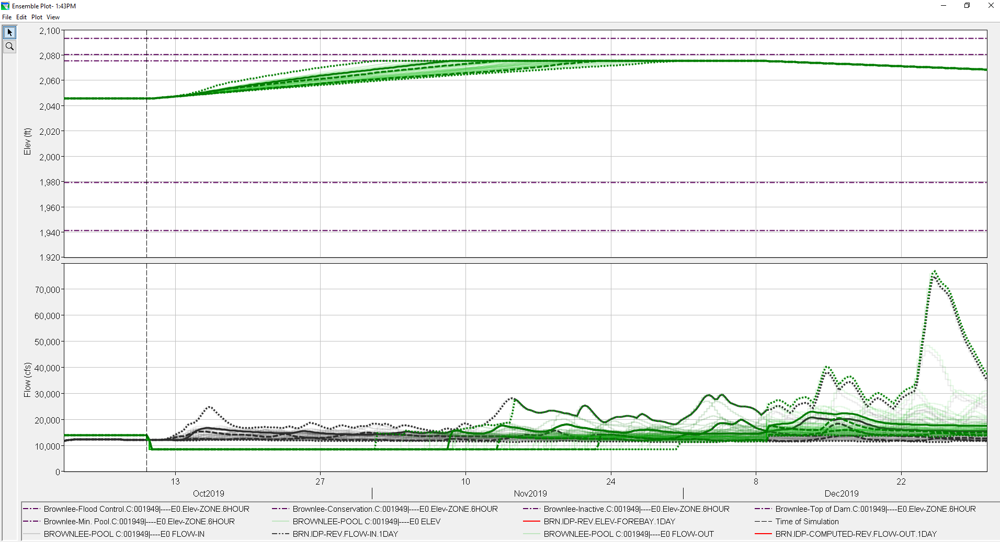 Ensemble Plot- 1:43PM
File Edit Plot View
2,100
2,080
2,060
2,040
2,020
2,000
1,980
1,960
1,940
1.920
Elev (ft)
70,000
60,000
50,000
40,000
30,000
20,000
10,000
0
Flow (cfs)
13 27 10 24 8 22
Oct2019 Nov2019 Dec2019
Brownlee-Flood Control.C:001949|----E0.Elev-ZONE.6HOUR Brownlee-Conservation.C:001949|----E0.Elev-ZONE.6HOUR Brownlee-Inactive.C:001949|----E0.Elev-ZONE.6HOUR Brownlee-Top of Dam.C:001949|----E0.Elev-ZONE.6HOUR
Brownlee-Min. Pool.C:001949|----E0.Elev-ZONE.6HOUR BROWNLEE-POOL C:001949|----E0 ELEV BRN.IDP-REV.ELEV-FOREBAY.1DAY Time of Simulation
BROWNLEE-POOL C:001949|----E0 FLOW-IN BRN.IDP-REV.FLOW-IN.1DAY BROWNLEE-POOL C:001949|----E0 FLOW-OUT BRN.IDP-COMPUTED-REV.FLOW-OUT.1DAY